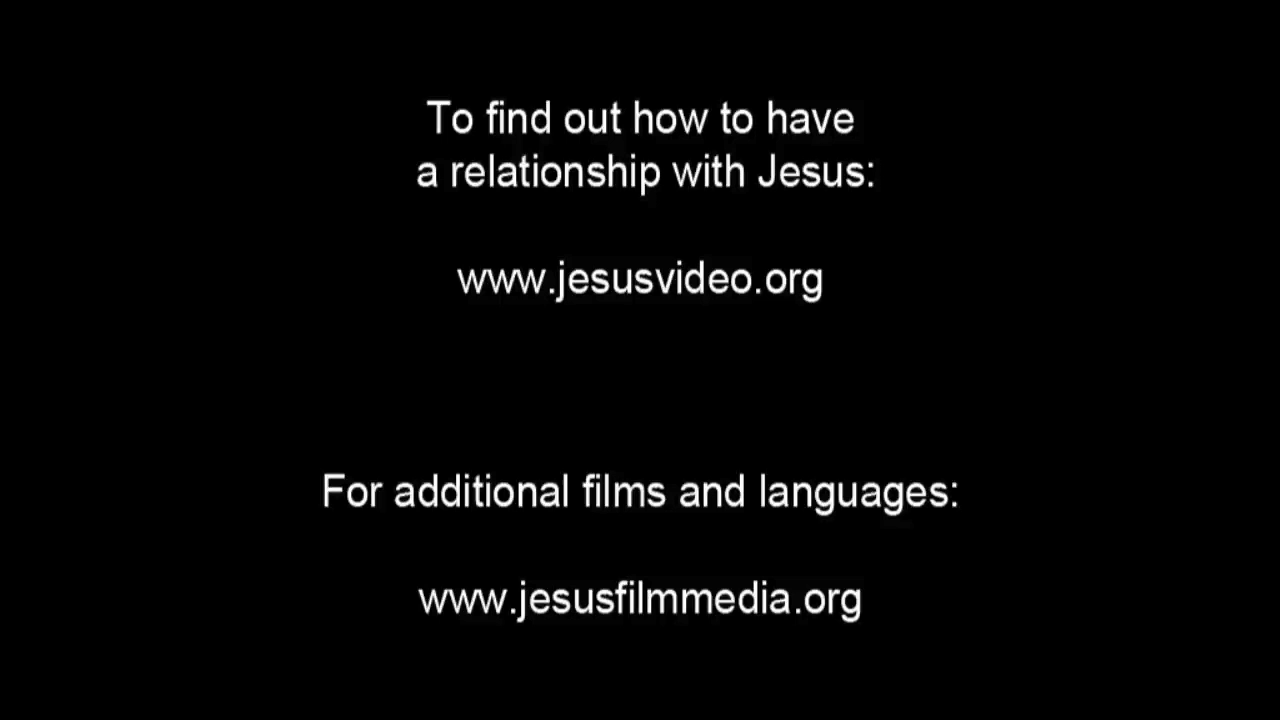 To find out how to have
a relationship with Jesus:
www.jesusvideo.org
For additional films and languages:
www.jesusfilmmedia.org